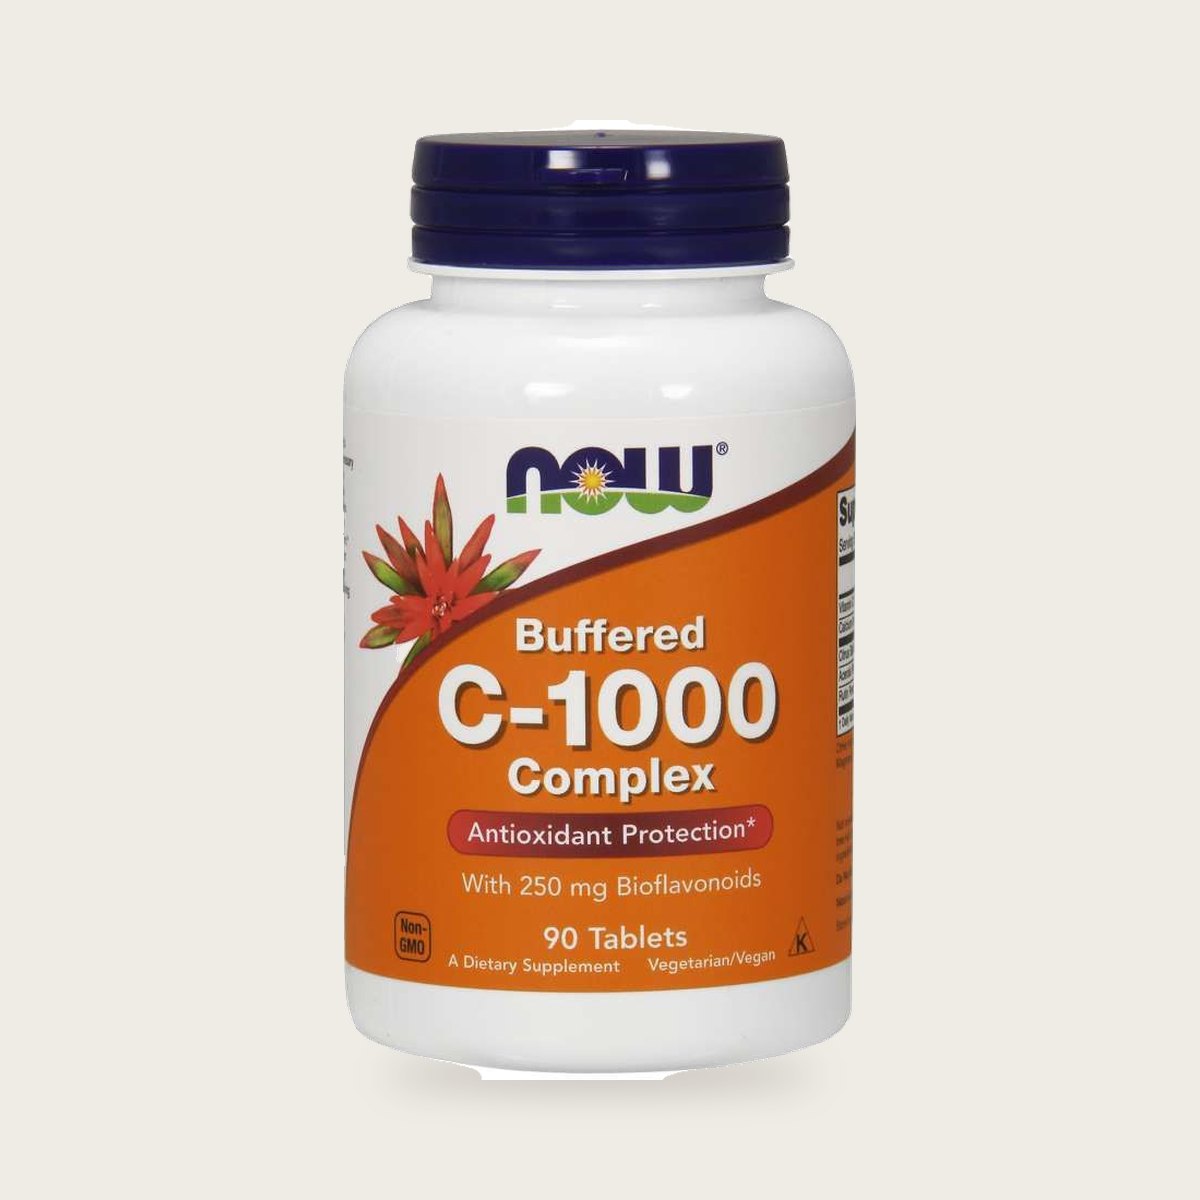 now®
Buffered
C-1000
Complex
Antioxidant Protection*
With 250 mg Bioflavonoids
90 Tablets
Non-
GMO
A Dietary Supplement
Vegetarian/Vegan
K